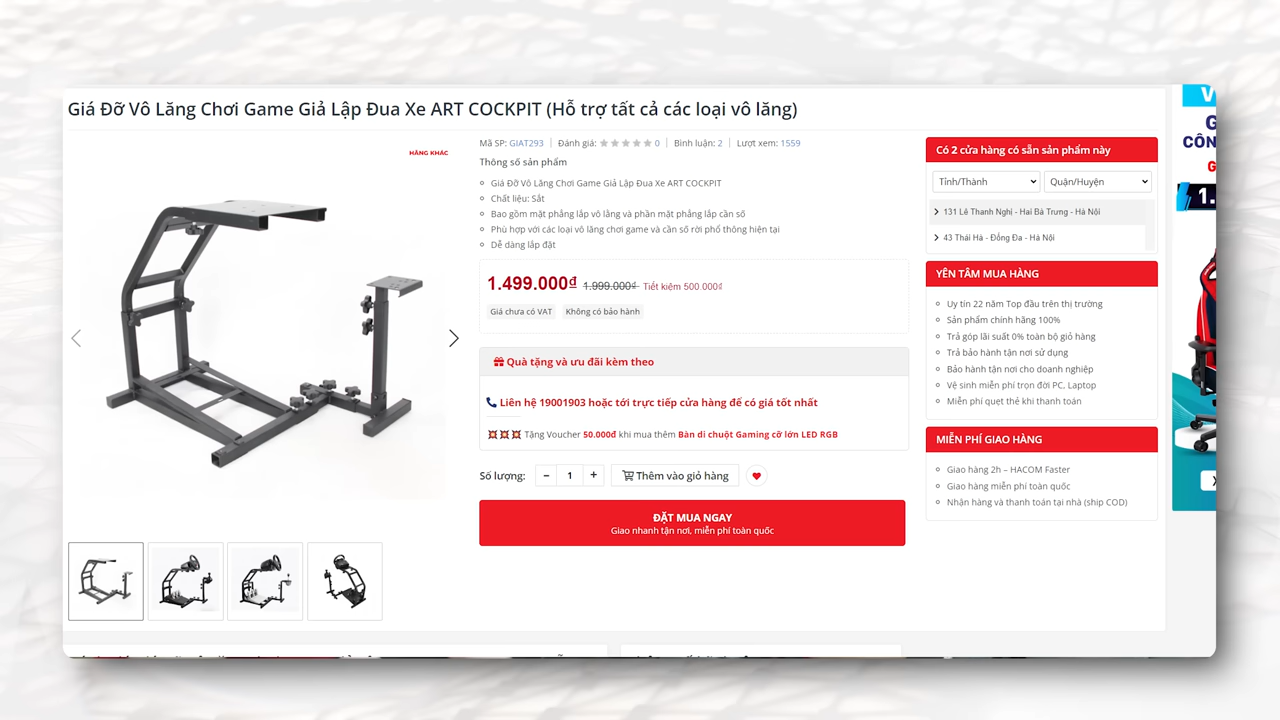 Giá Đỡ Vô Lăng Chơi Game Giả Lập Đua Xe ART COCKPIT (Hỗ trợ tất cả các loại vô lăng)
HÃNG KHÁC
Mã SP: GIAT293 | Đánh giá: 0 | Bình luận: 2 | Lượt xem: 1559
Thông số sản phẩm
Giá Đỡ Vô Lăng Chơi Game Giả Lập Đua Xe ART COCKPIT
Chất liệu: Sắt
Bao gồm mặt phẳng lắp vô lăng và phần mặt phẳng lắp cần số
Phù hợp với các loại vô lăng chơi game và cần số rời phổ thông hiện tại
Dễ dàng lắp đặt
1.499.000₫ 1.999.000₫ Tiết kiệm 500.000₫
Giá chưa có VAT Không có bảo hành
Quà tặng và ưu đãi kèm theo
Liên hệ 19001903 hoặc tới trực tiếp cửa hàng để có giá tốt nhất
Tặng Voucher 50.000đ khi mua thêm Bàn di chuột Gaming cỡ lớn LED RGB
Số lượng: - 1 + Thêm vào giỏ hàng
ĐẶT MUA NGAY
Giao nhanh tận nơi, miễn phí toàn quốc
Có 2 cửa hàng có sẵn sản phẩm này
Tỉnh/Thành Quận/Huyện
131 Lê Thanh Nghị - Hai Bà Trưng - Hà Nội
43 Thái Hà - Đống Đa - Hà Nội
YÊN TÂM MUA HÀNG
Uy tín 22 năm Top đầu trên thị trường
Sản phẩm chính hãng 100%
Trả góp lãi suất 0% toàn bộ giỏ hàng
Trả bảo hành tận nơi sử dụng
Bảo hành tận nơi cho doanh nghiệp
Vệ sinh miễn phí trọn đời PC, Laptop
Miễn phí quẹt thẻ khi thanh toán
MIỄN PHÍ GIAO HÀNG
Giao hàng 2h – HACOM Faster
Giao hàng miễn phí toàn quốc
Nhận hàng và thanh toán tại nhà (ship COD)